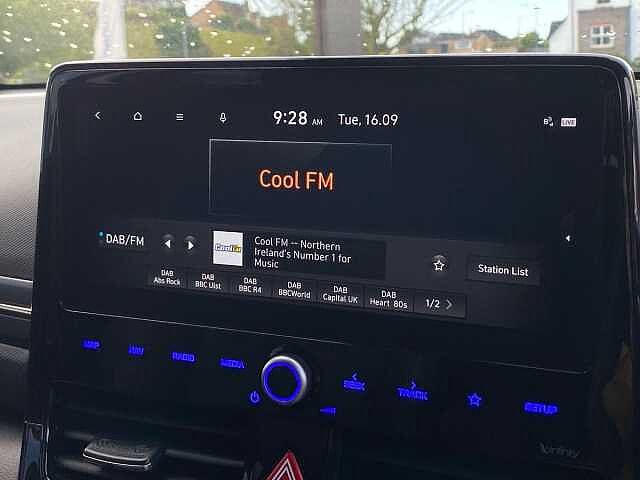 9:28 AM Tue, 16.09
LIVE
Cool FM
DAB/FM
CoolFM
Cool FM -- Northern
Ireland's Number 1 for
Music
Station List
DAB
Abs Rock
DAB
BBC Ulst
DAB
BBC R4
DAB
BBCWorld
DAB
Capital UK
DAB
Heart 80s
1/2
MAP
NAV
RADIO
MEDIA
SEEK
TRACK
SETUP
infinity